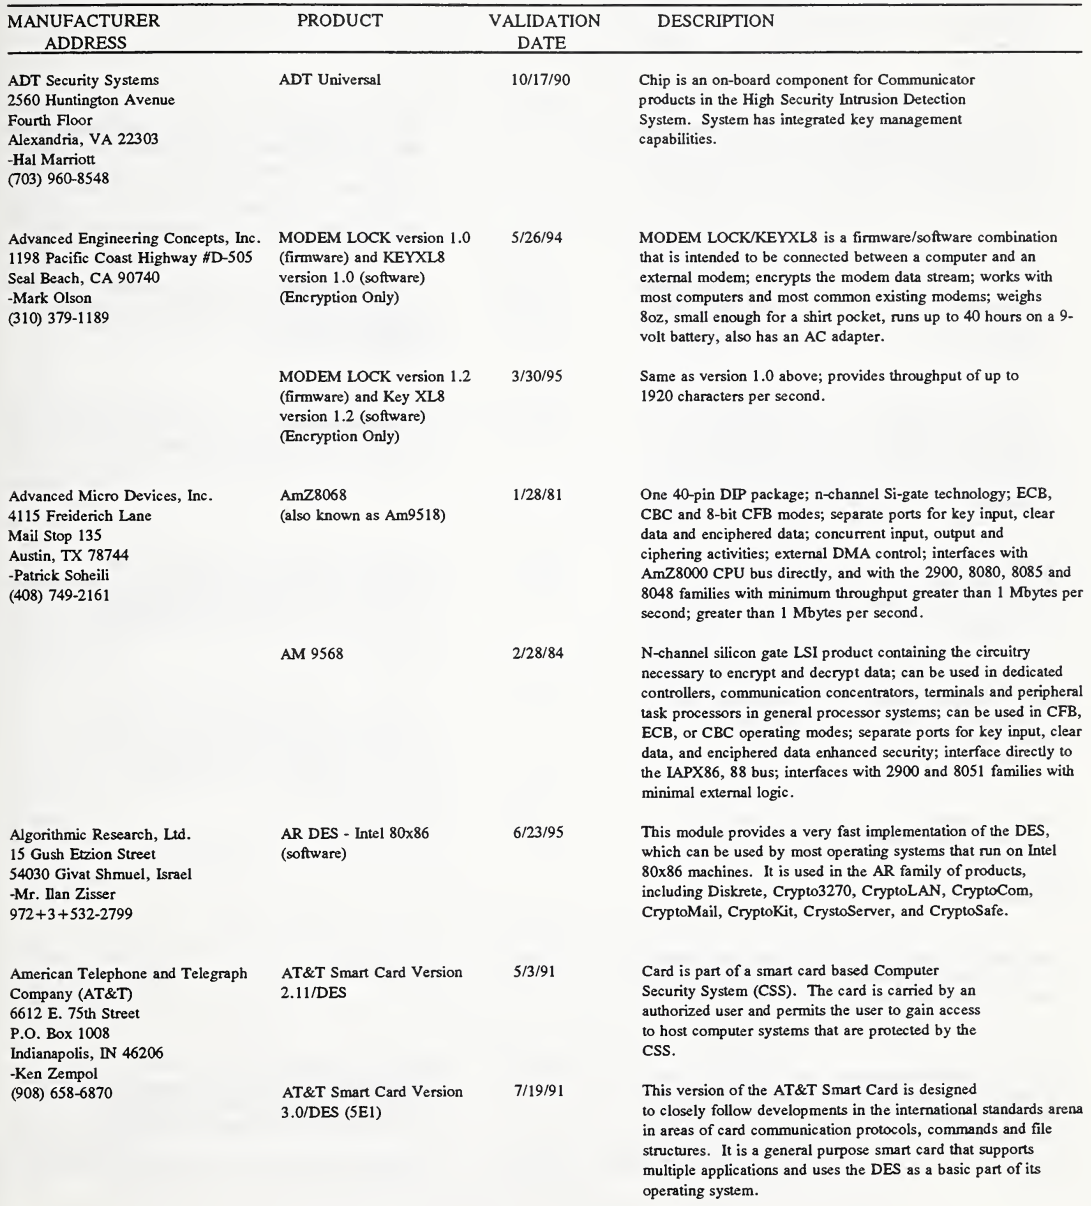 MANUFACTURER PRODUCT VALIDATION DESCRIPTION
ADDRESS DATE
ADT Security Systems ADT Universal 10/17/90 Chip is an on-board component for Communicator
2560 Huntington Avenue products in the High Security Intrusion Detection
Fourth Floor System. System has integrated key management
Alexandria, VA 22303 capabilities.
-Hal Marriott
(703) 960-8548
Advanced Engineering Concepts, Inc. MODEM LOCK version 1.0 5/26/94 MODEM LOCK/KEYXL8 is a firmware/software combination
1198 Pacific Coast Highway #D-505 (firmware) and KEYXL8 that is intended to be connected between a computer and an
Seal Beach, CA 90740 version 1.0 (software) external modem; encrypts the modem data stream; works with
-Mark Olson (Encryption Only) most computers and most common existing modems; weighs
(310) 379-1189 8oz, small enough for a shirt pocket, runs up to 40 hours on a 9-
volt battery, also has an AC adapter.
MODEM LOCK version 1.2 3/30/95 Same as version 1.0 above; provides throughput of up to
(firmware) and Key XL8 1920 characters per second.
version 1.2 (software)
(Encryption Only)
Advanced Micro Devices, Inc. AmZ8068 1/28/81 One 40-pin DIP package; n-channel Si-gate technology; ECB,
4115 Freiderich Lane (also known as Am9518) CBC and 8-bit CFB modes; separate ports for key input, clear
Mail Stop 135 data and enciphered data; concurrent input, output and
Austin, TX 78744 ciphering activities; external DMA control; interfaces with
-Patrick Soheili AmZ8000 CPU bus directly, and with the 2900, 8080, 8085 and
(408) 749-2161 8048 families with minimum throughput greater than 1 Mbytes per
second; greater than 1 Mbytes per second.
AM 9568 2/28/84 N-channel silicon gate LSI product containing the circuitry
necessary to encrypt and decrypt data; can be used in dedicated
controllers, communication concentrators, terminals and peripheral
task processors in general processor systems; can be used in CFB,
ECB, or CBC operating modes; separate ports for key input, clear
data, and enciphered data enhanced security; interface directly to
the IAPX86, 88 bus; interfaces with 2900 and 8051 families with
minimal external logic.
Algorithmic Research, Ltd. AR DES - Intel 80x86 6/23/95 This module provides a very fast implementation of the DES,
15 Gush Etzion Street (software) which can be used by most operating systems that run on Intel
54030 Givat Shmuel, Israel 80x86 machines. It is used in the AR family of products,
-Mr. Ilan Zisser including Diskrete, Crypto3270, CryptoLAN, CryptoCom,
972+3+532-2799 CryptoMail, CryptoKit, CrystoServer, and CryptoSafe.
American Telephone and Telegraph AT&T Smart Card Version 5/3/91 Card is part of a smart card based Computer
Company (AT&T) 2.11/DES Security System (CSS). The card is carried by an
6612 E. 75th Street authorized user and permits the user to gain access
P.O. Box 1008 to host computer systems that are protected by the
Indianapolis, IN 46206 CSS.
-Ken Zempol
(908) 658-6870 AT&T Smart Card Version 7/19/91 This version of the AT&T Smart Card is designed
3.0/DES (5E1) to closely follow developments in the international standards arena
in areas of card communication protocols, commands and file
structures. It is a general purpose smart card that supports
multiple applications and uses the DES as a basic part of its
operating system.